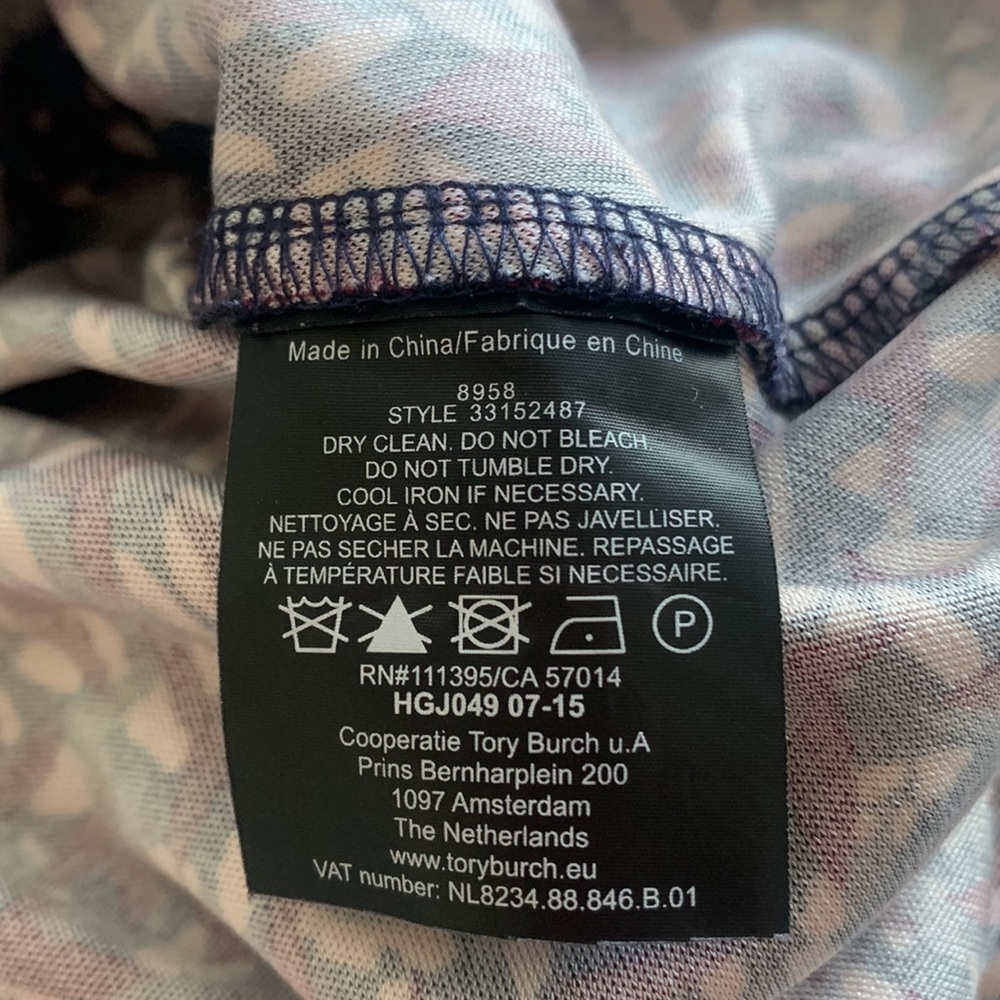 Made in China/Fabrique en Chine
8958
STYLE 33152487
DRY CLEAN. DO NOT BLEACH
DO NOT TUMBLE DRY.
COOL IRON IF NECESSARY.
NETTOYAGE À SEC. NE PAS JAVELLISER.
NE PAS SECHER LA MACHINE. REPASSAGE
À TEMPÉRATURE FAIBLE SI NECESSAIRE.
P
RN#111395/CA 57014
HGJ049 07-15
Cooperatie Tory Burch u.A
Prins Bernharplein 200
1097 Amsterdam
The Netherlands
www.toryburch.eu
VAT number: NL8234.88.846.B.01